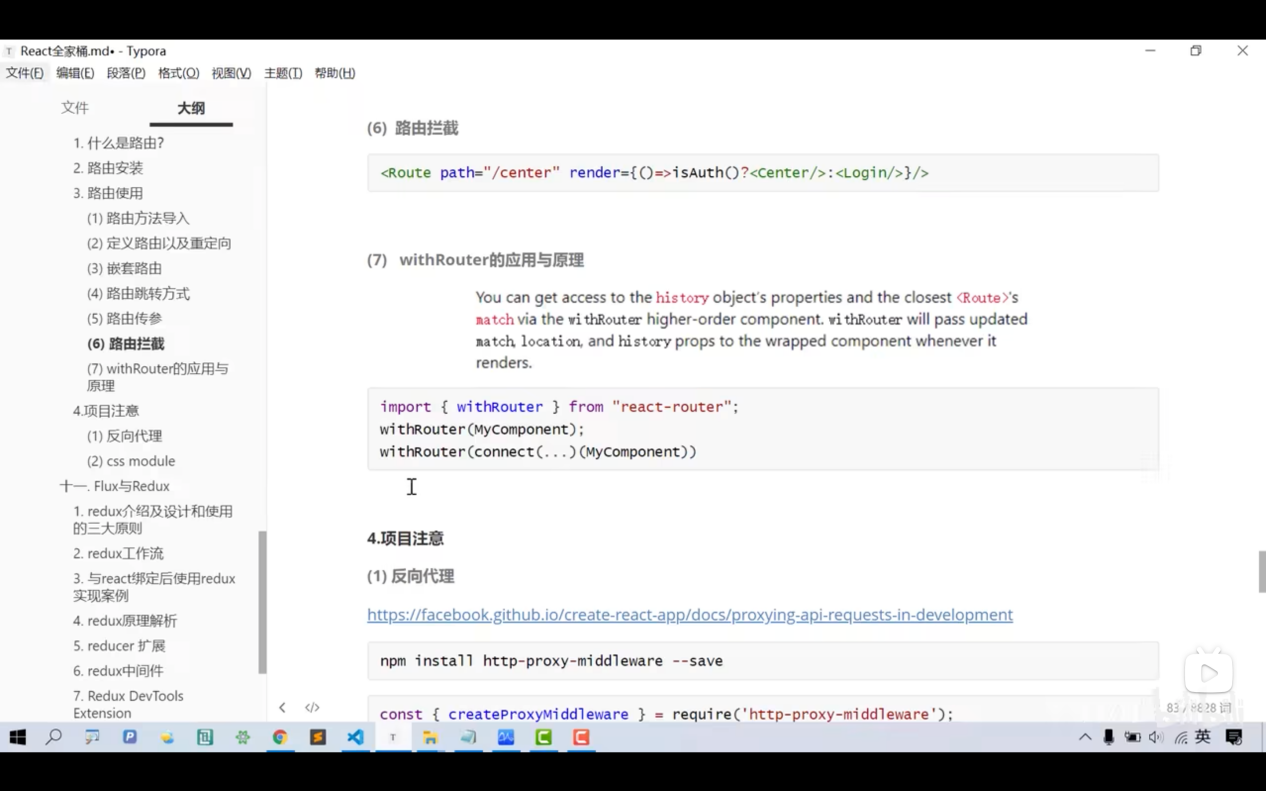 React全家桶.md• - Typora
文件(F) 编辑(E) 段落(P) 格式(O) 视图(V) 主题(T) 帮助(H)
文件 大纲
1. 什么是路由?
2. 路由安装
3. 路由使用
(1) 路由方法导入
(2) 定义路由以及重定向
(3) 嵌套路由
(4) 路由跳转方式
(5) 路由传参
(6) 路由拦截
(7) withRouter的应用与
原理
4.项目注意
(1) 反向代理
(2) css module
十一. Flux与Redux
1. redux介绍及设计和使用
的三大原则
2. redux工作流
3. 与react绑定后使用redux
实现案例
4. redux原理解析
5. reducer 扩展
6. redux中间件
7. Redux DevTools
Extension
(6) 路由拦截
<Route path="/center" render={()=>isAuth()?<Center/>:<Login/>}/>
(7) withRouter的应用与原理
You can get access to the history object's properties and the closest <Route>'s
match via the withRouter higher-order component. withRouter will pass updated
match, location, and history props to the wrapped component whenever it
renders.
import { withRouter } from "react-router";
withRouter(MyComponent);
withRouter(connect(...)(MyComponent))
4.项目注意
(1) 反向代理
https://facebook.github.io/create-react-app/docs/proxying-api-requests-in-development
npm install http-proxy-middleware --save
const { createProxyMiddleware } = require('http-proxy-middleware');
83 / 8828 词
英